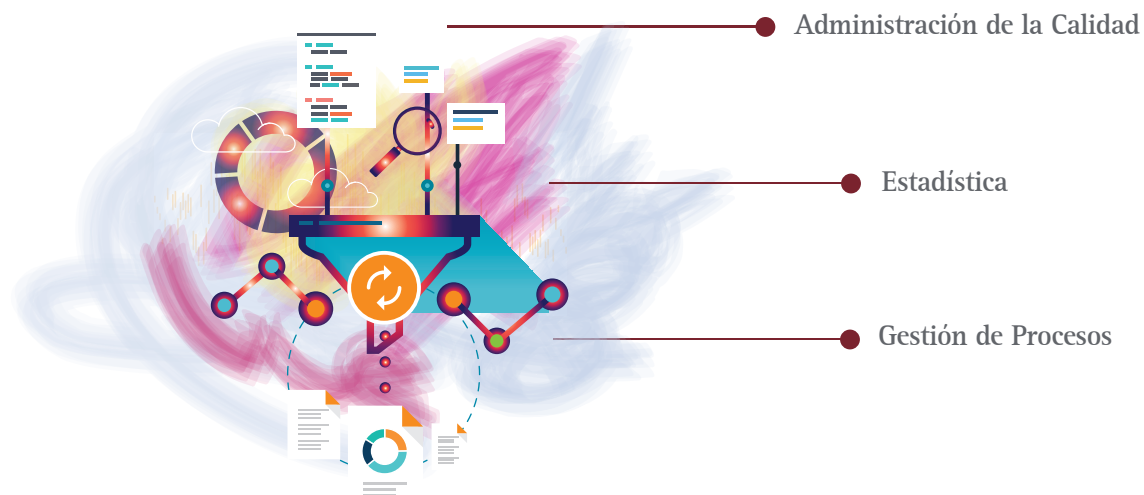 Administración de la Calidad
Estadística
Gestión de Procesos